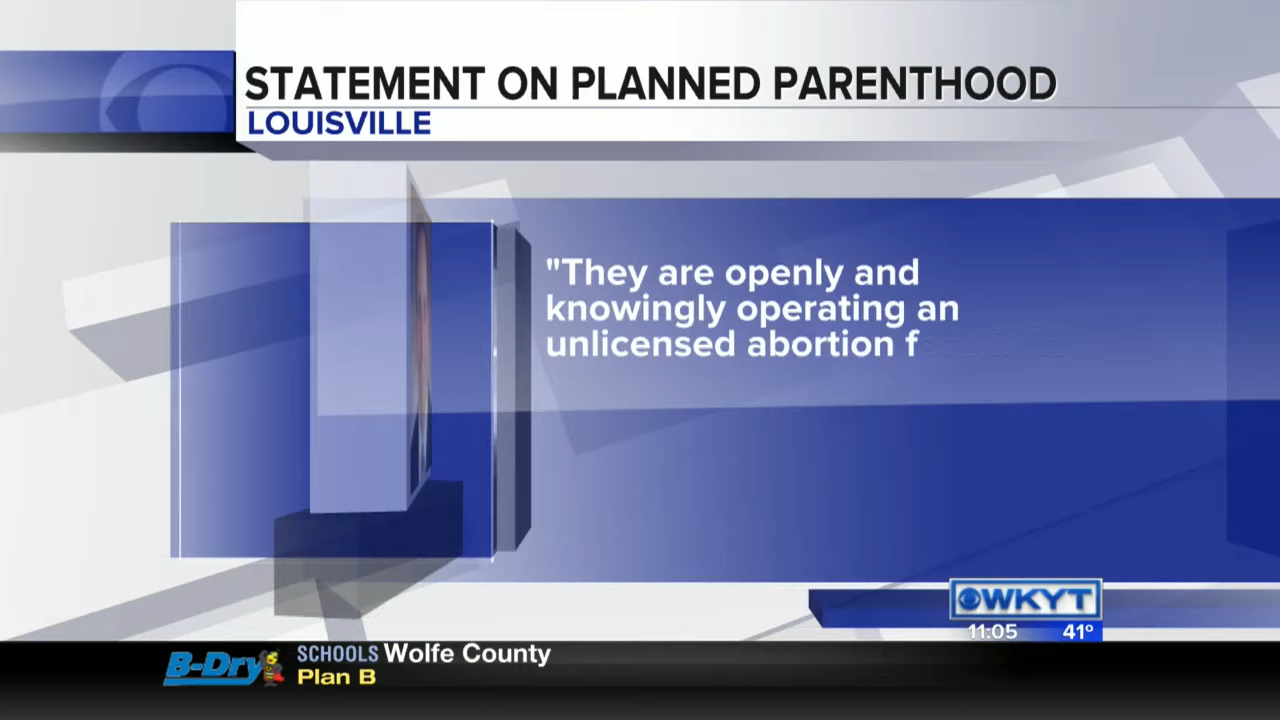 STATEMENT ON PLANNED PARENTHOOD
LOUISVILLE
"They are openly and
knowingly operating an
unlicensed abortion f
WKYT
11:05 41°
B-Dry SCHOOLS Wolfe County
Plan B